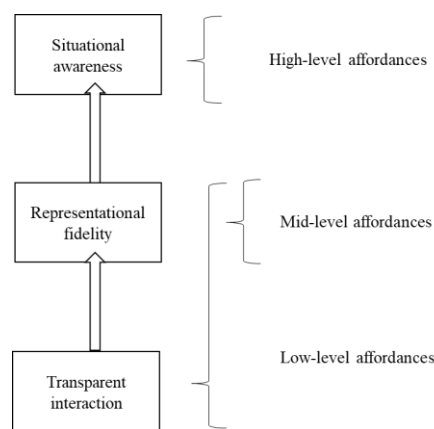 Situational
awareness
High-level affordances
Representational
fidelity
Mid-level affordances
Low-level affordances
Transparent
interaction